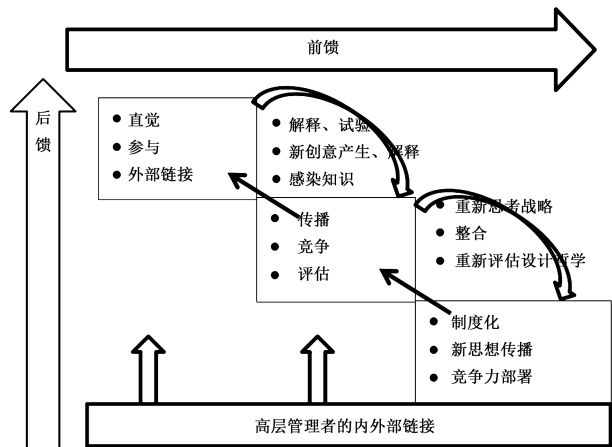 前馈
后
馈
直觉
参与
外部链接
解释、试验
新创意产生、解释
感染知识
传播
竞争
评估
重新思考战略
整合
重新评估设计哲学
制度化
新思想传播
竞争力部署
高层管理者的内外部链接